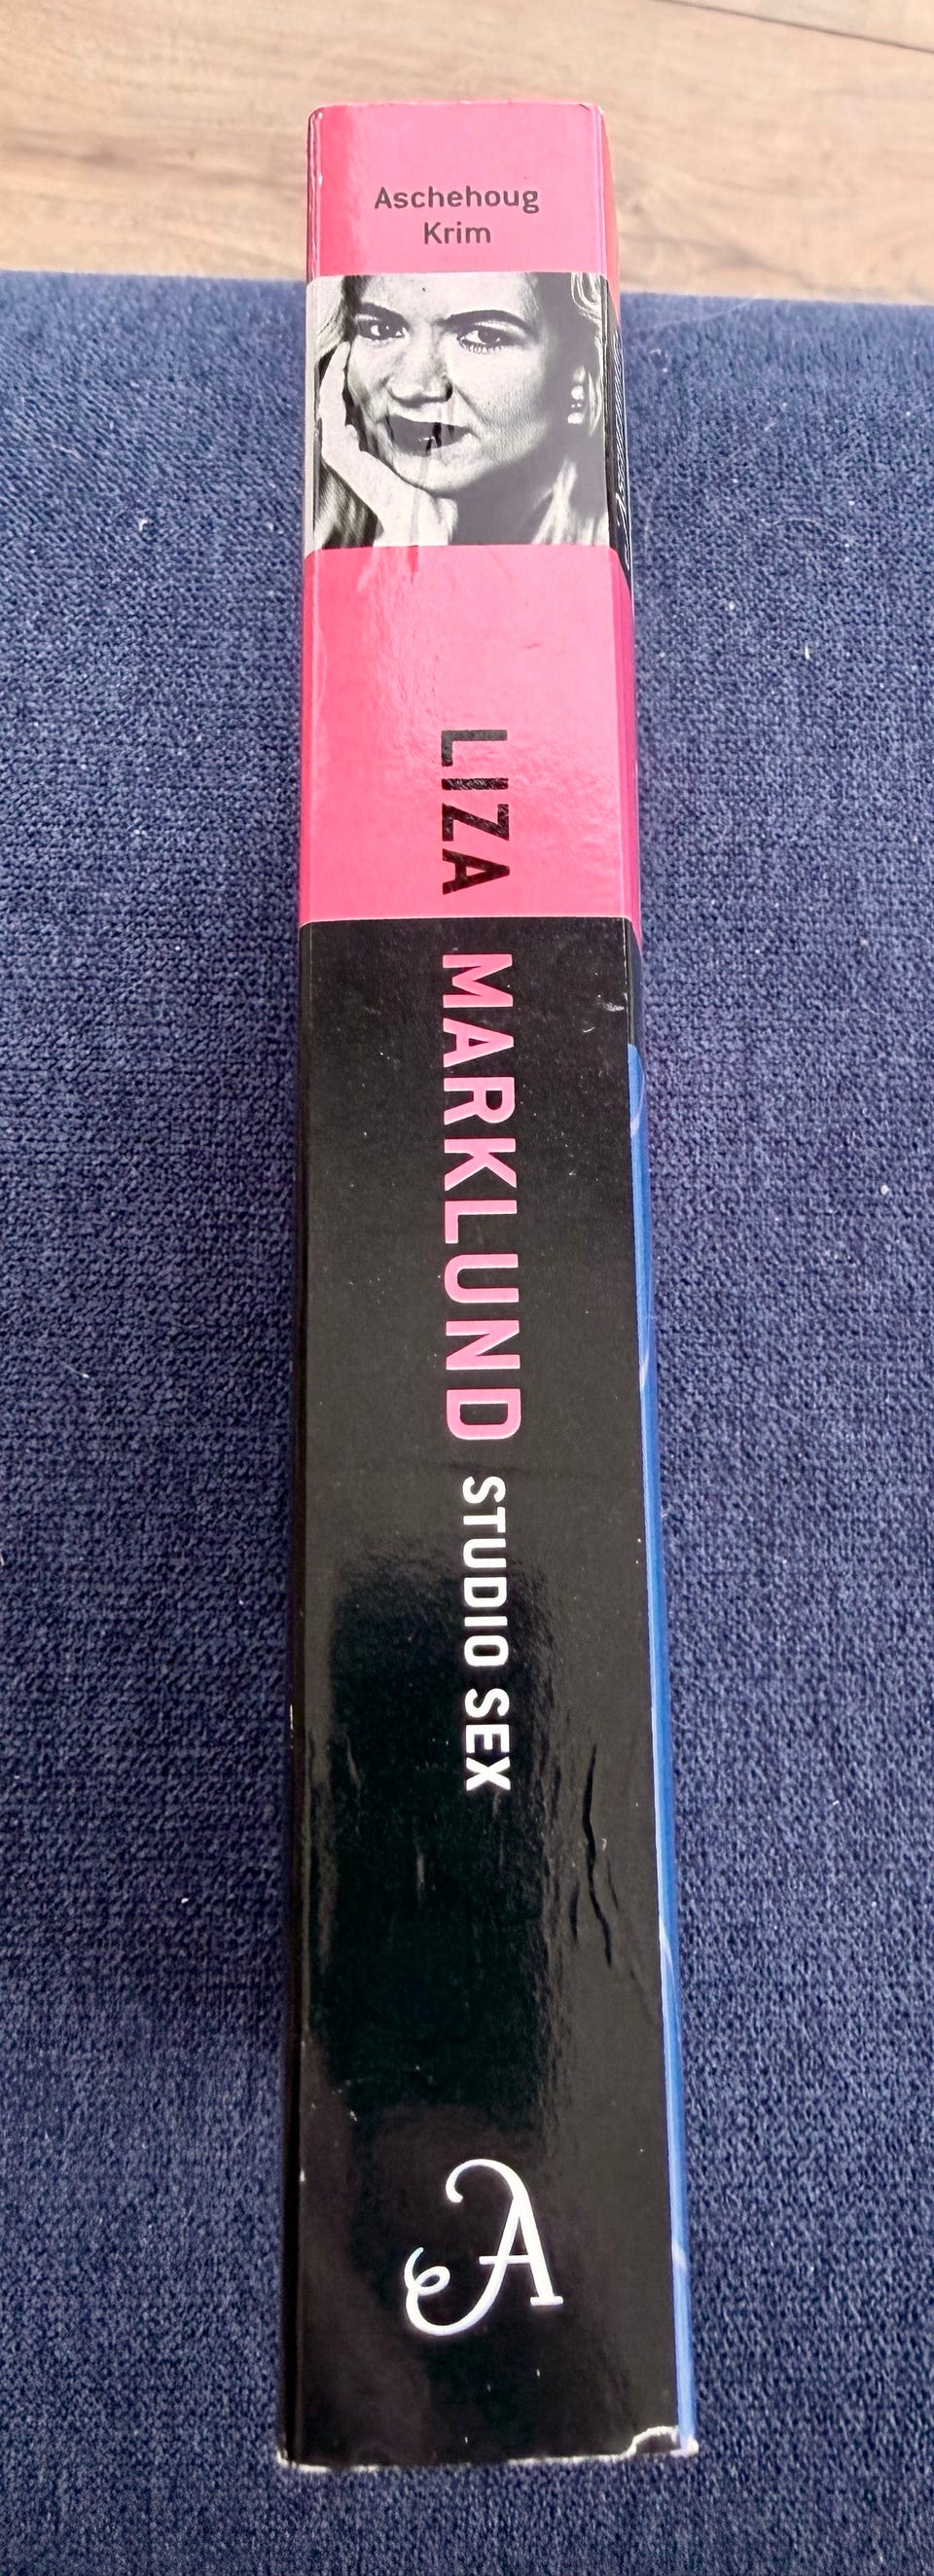 Aschehoug
Krim
LIZA MARKLUND STUDIO SEX
A